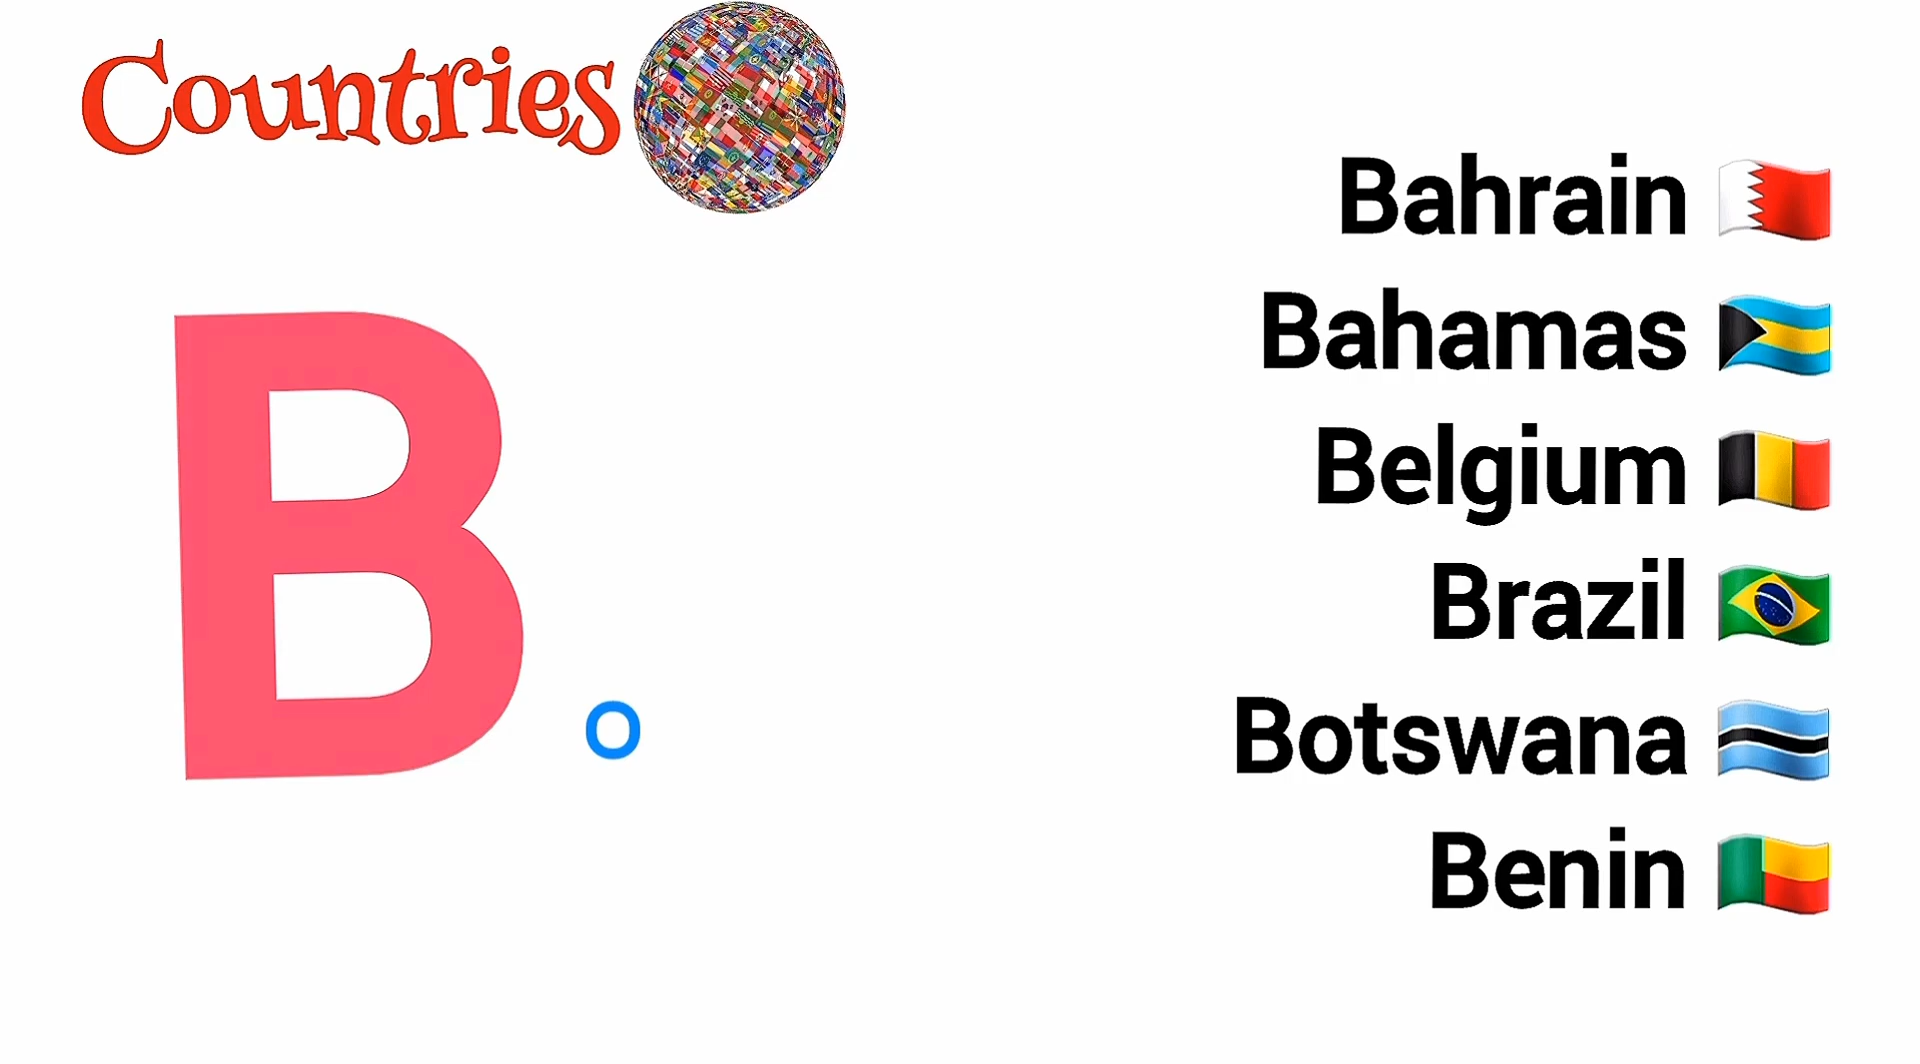 Countries
B
o
Bahrain 🇧🇭
Bahamas 🇧🇸
Belgium 🇧🇪
Brazil 🇧🇷
Botswana 🇧🇼
Benin 🇧🇯